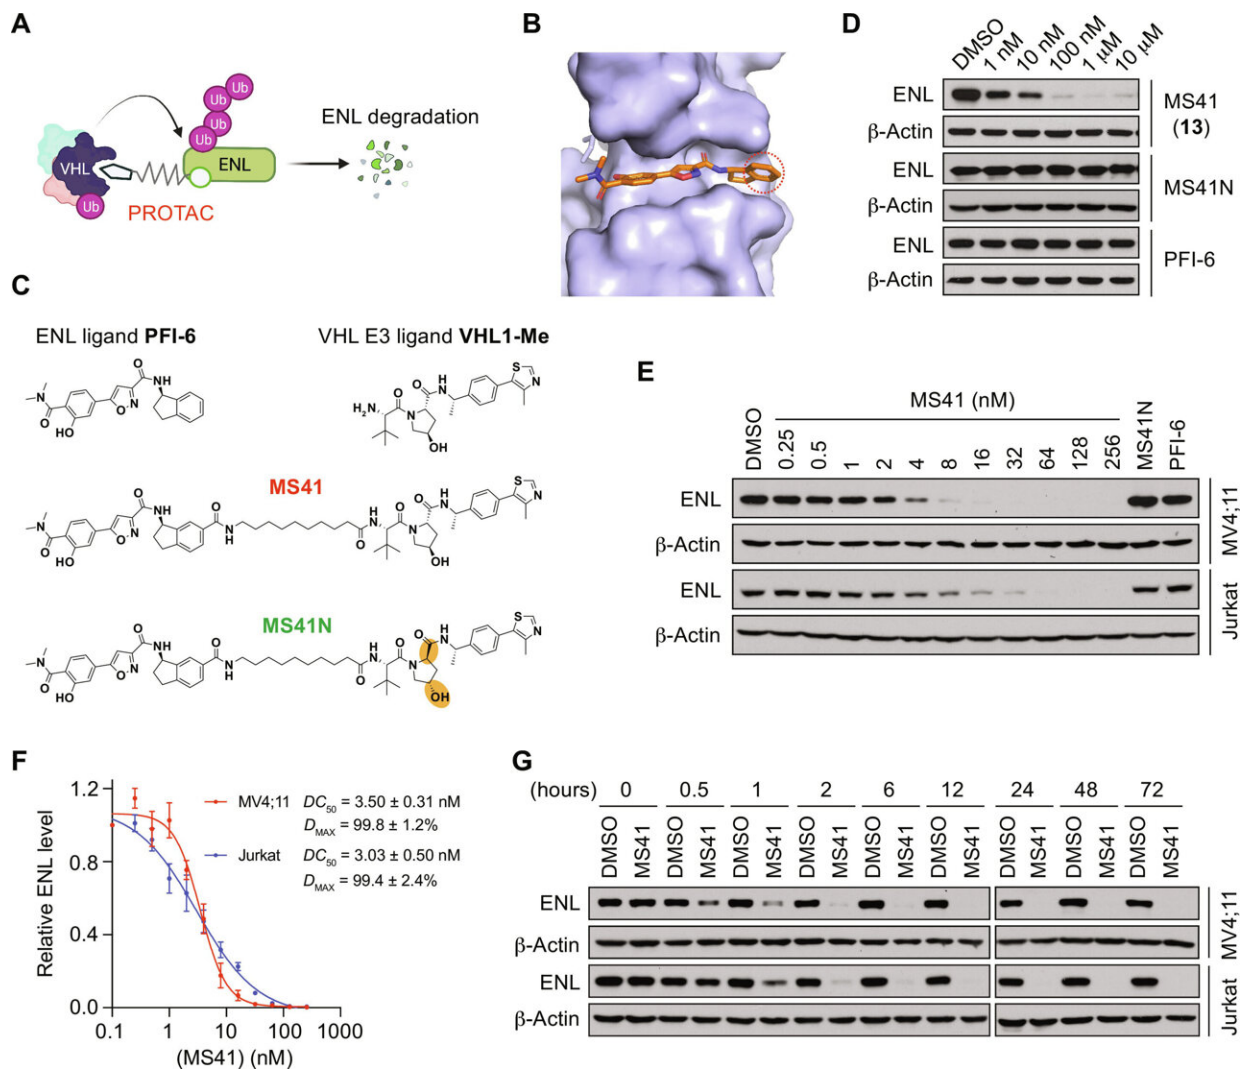 A
Ub
Ub
Ub
Ub
VHL
ENL
Ub
PROTAC
ENL degradation
B
C
ENL ligand PFI-6
VHL E3 ligand VHL1-Me
MS41
MS41N
D
DMSO
1 nM
10 nM
100 nM
1 μM
10 μM
ENL
β-Actin
MS41
(13)
ENL
β-Actin
MS41N
ENL
β-Actin
PFI-6
E
MS41 (nM)
DMSO
0.25
0.5
1
2
4
8
16
32
64
128
256
MS41N
PFI-6
ENL
β-Actin
MV4;11
ENL
β-Actin
Jurkat
F
Relative ENL level
1.2
0.8
0.4
0.0
0.1
1
10
100
1000
(MS41) (nM)
MV4;11
DC50 = 3.50 ± 0.31 nM
DMAX = 99.8 ± 1.2%
Jurkat
DC50 = 3.03 ± 0.50 nM
DMAX = 99.4 ± 2.4%
G
(hours) 0 0.5 1 2 6 12 24 48 72
DMSO MS41 DMSO MS41 DMSO MS41 DMSO MS41 DMSO MS41 DMSO MS41 DMSO MS41 DMSO MS41 DMSO MS41
ENL
β-Actin
MV4;11
ENL
β-Actin
Jurkat